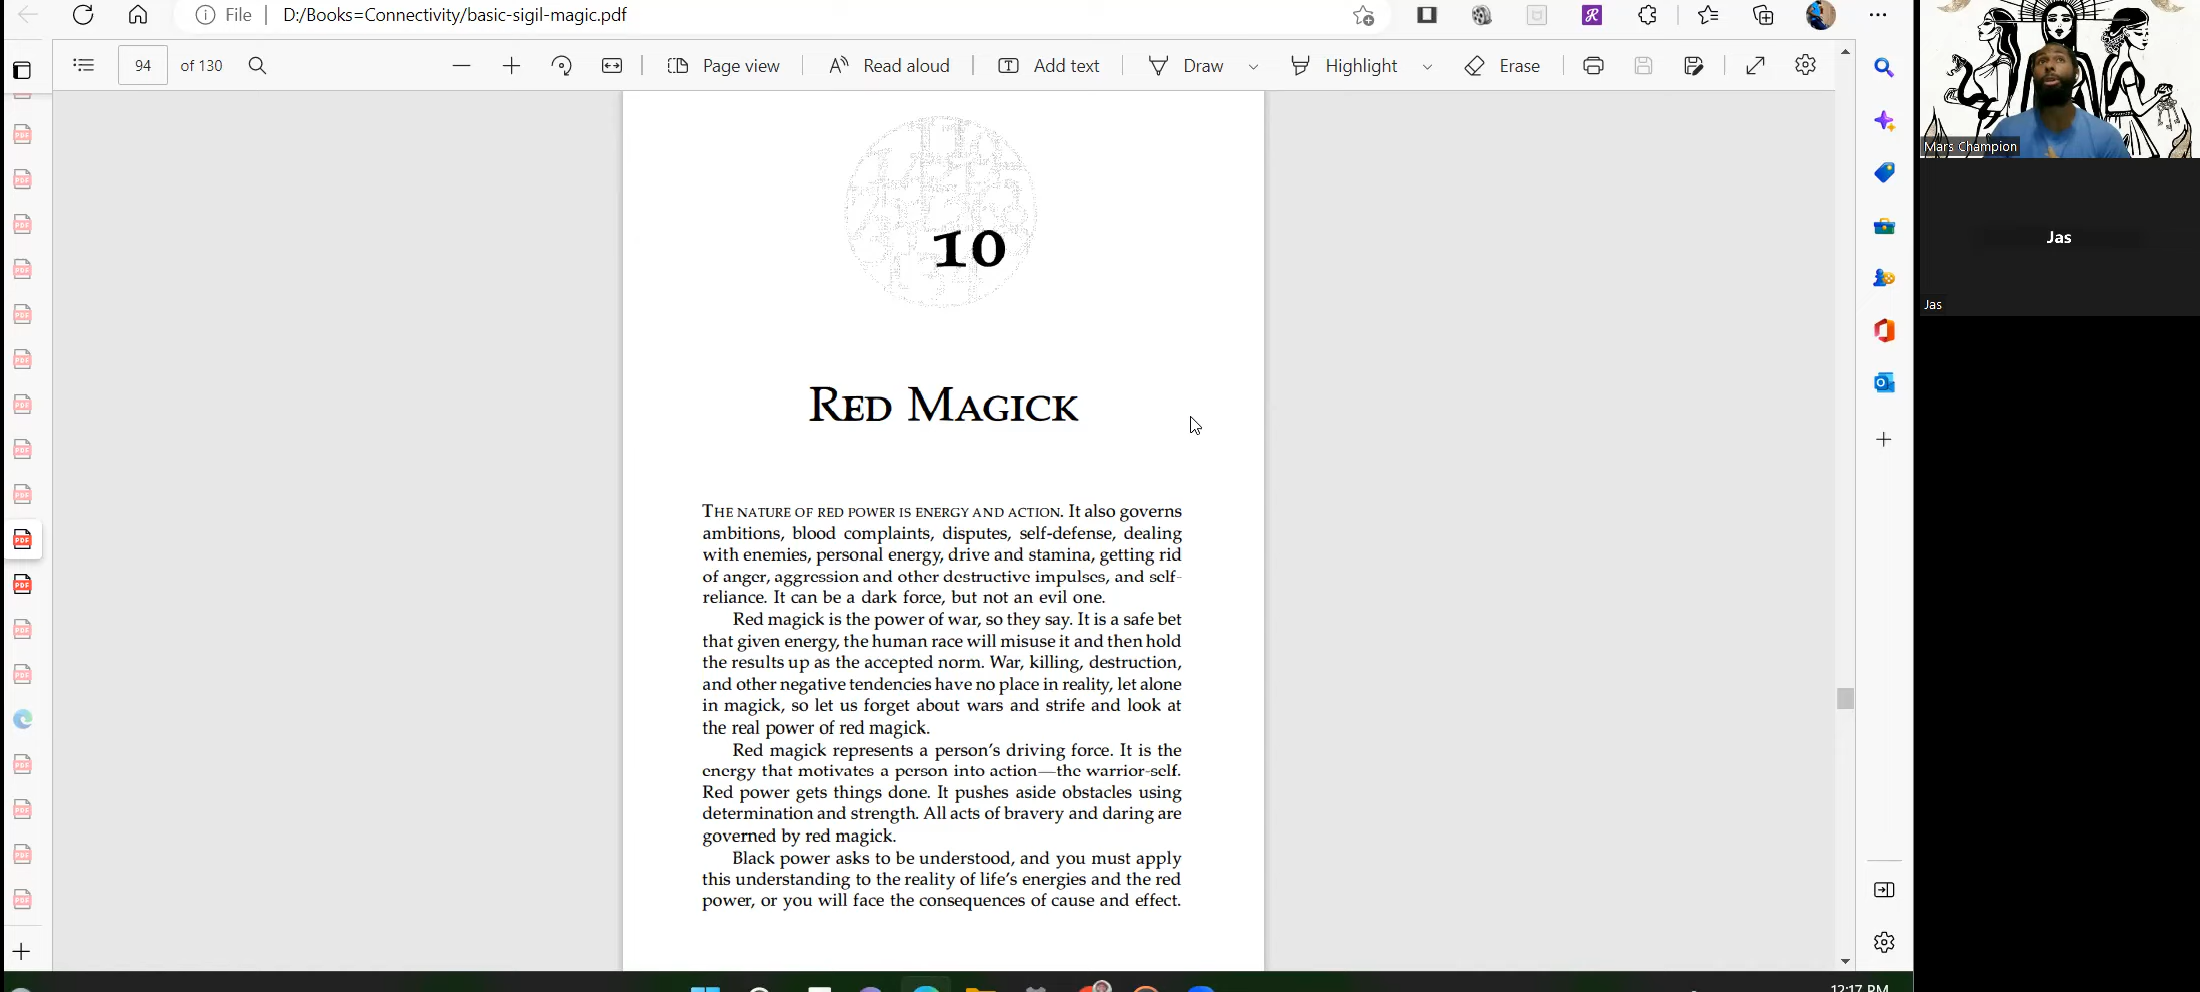 File
D:/Books=Connectivity/basic-sigil-magic.pdf
94 of 130
Page view
Read aloud
Add text
Draw
Highlight
Erase
10
RED MAGICK
THE NATURE OF RED POWER IS ENERGY AND ACTION. It also governs
ambitions, blood complaints, disputes, self-defense, dealing
with enemies, personal energy, drive and stamina, getting rid
of anger, aggression and other destructive impulses, and self-
reliance. It can be a dark force, but not an evil one.
Red magick is the power of war, so they say. It is a safe bet
that given energy, the human race will misuse it and then hold
the results up as the accepted norm. War, killing, destruction,
and other negative tendencies have no place in reality, let alone
in magick, so let us forget about wars and strife and look at
the real power of red magick.
Red magick represents a person's driving force. It is the
energy that motivates a person into action—the warrior-self.
Red power gets things done. It pushes aside obstacles using
determination and strength. All acts of bravery and daring are
governed by red magick.
Black power asks to be understood, and you must apply
this understanding to the reality of life's energies and the red
power, or you will face the consequences of cause and effect.
Mars Champion
Jas
Jas
12:17 PM